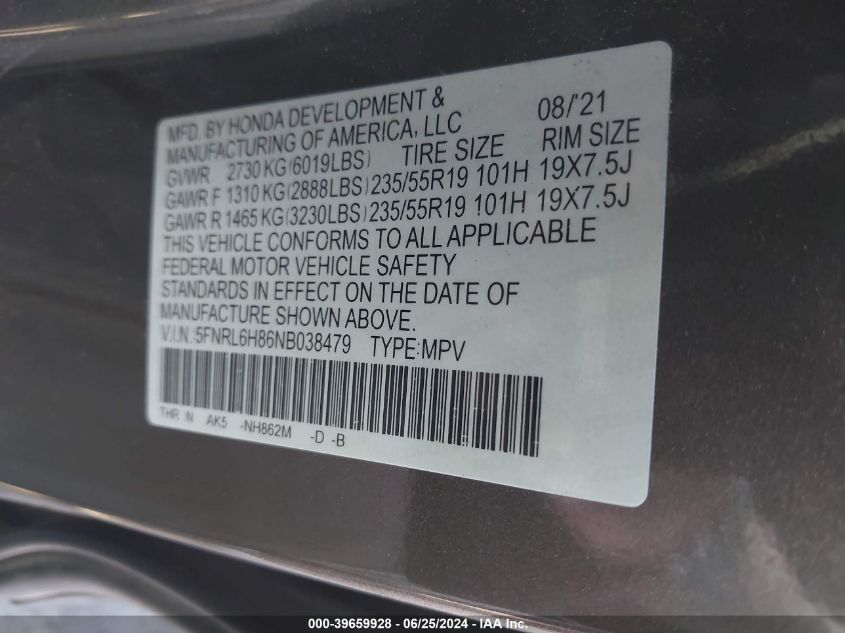 MFD. BY HONDA DEVELOPMENT & 08/'21
MANUFACTURING OF AMERICA, LLC
GVWR 2730 KG (6019LBS) TIRE SIZE RIM SIZE
GAWR F 1310 KG (2888LBS) 235/55R19 101H 19X7.5J
GAWR R 1465 KG (3230LBS) 235/55R19 101H 19X7.5J
THIS VEHICLE CONFORMS TO ALL APPLICABLE
FEDERAL MOTOR VEHICLE SAFETY
STANDARDS IN EFFECT ON THE DATE OF
MANUFACTURE SHOWN ABOVE.
V.I.N.:5FNRL6H86NB038479 TYPE:MPV
THR N AK5 -NH862M -D -B
000-39659928 - 06/25/2024 - IAA Inc.